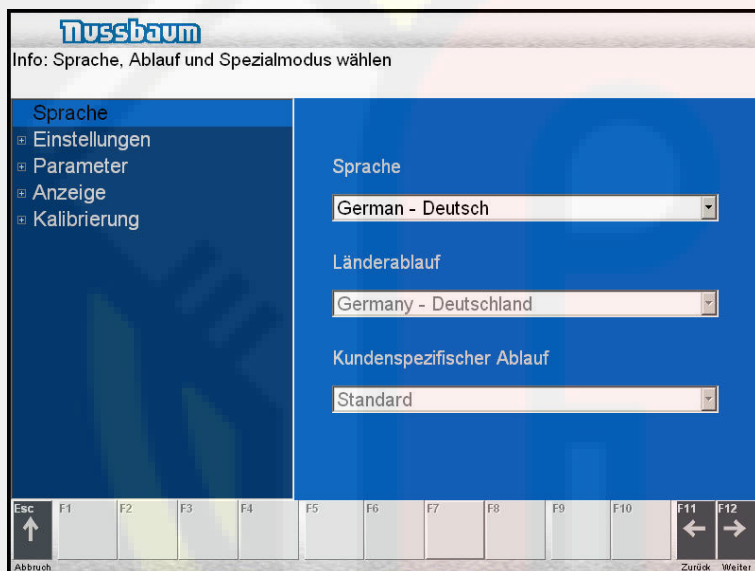 nussbaum
Info: Sprache, Ablauf und Spezialmodus wählen
Sprache
Einstellungen
Parameter
Anzeige
Kalibrierung
Sprache
German - Deutsch
Länderablauf
Germany - Deutschland
Kundenspezifischer Ablauf
Standard
Esc F1 F2 F3 F4 F5 F6 F7 F8 F9 F10 F11 F12
Abbruch Zurück Weiter